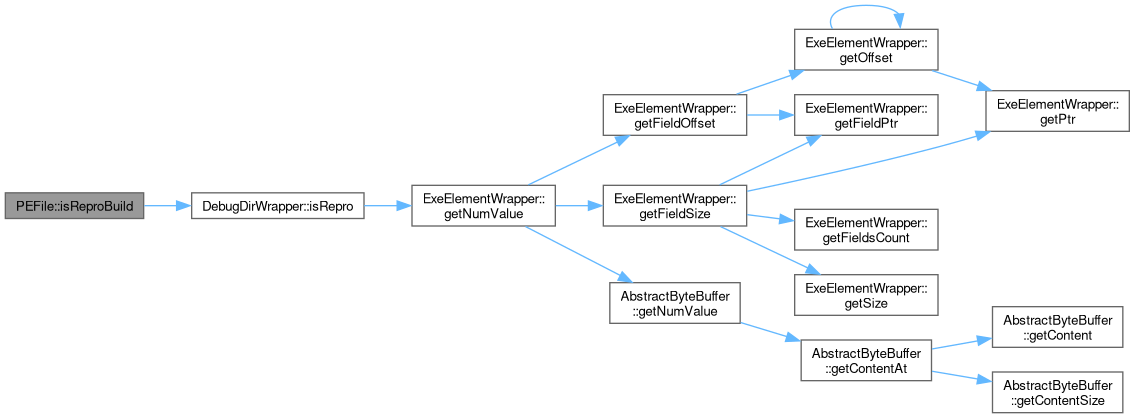 PEFile::isReproBuild
DebugDirWrapper::isRepro
ExeElementWrapper::
getNumValue
ExeElementWrapper::
getFieldOffset
ExeElementWrapper::
getOffset
ExeElementWrapper::
getPtr
ExeElementWrapper::
getFieldPtr
ExeElementWrapper::
getFieldSize
ExeElementWrapper::
getFieldsCount
ExeElementWrapper::
getSize
AbstractByteBuffer
::getNumValue
AbstractByteBuffer
::getContentAt
AbstractByteBuffer
::getContent
AbstractByteBuffer
::getContentSize